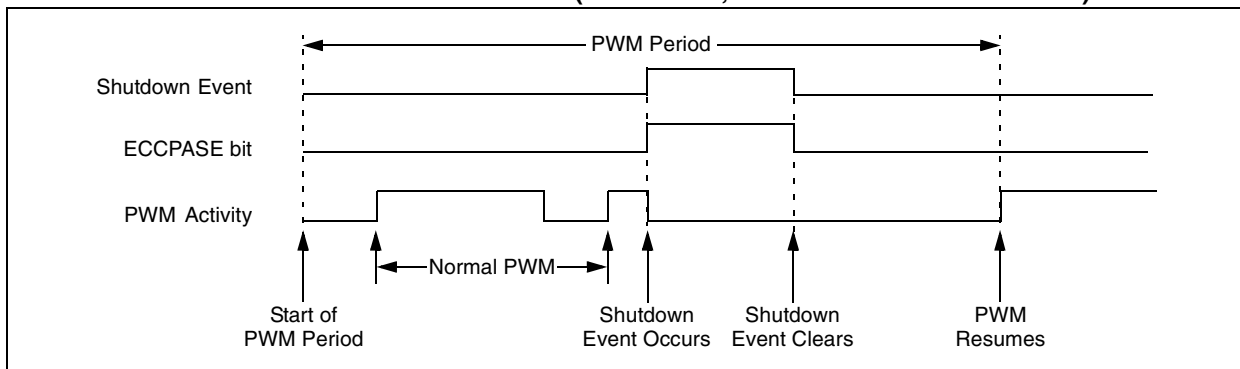 PWM Period
Shutdown Event
ECCPASE bit
PWM Activity
Normal PWM
Start of
PWM Period
Shutdown
Event Occurs
Shutdown
Event Clears
PWM
Resumes